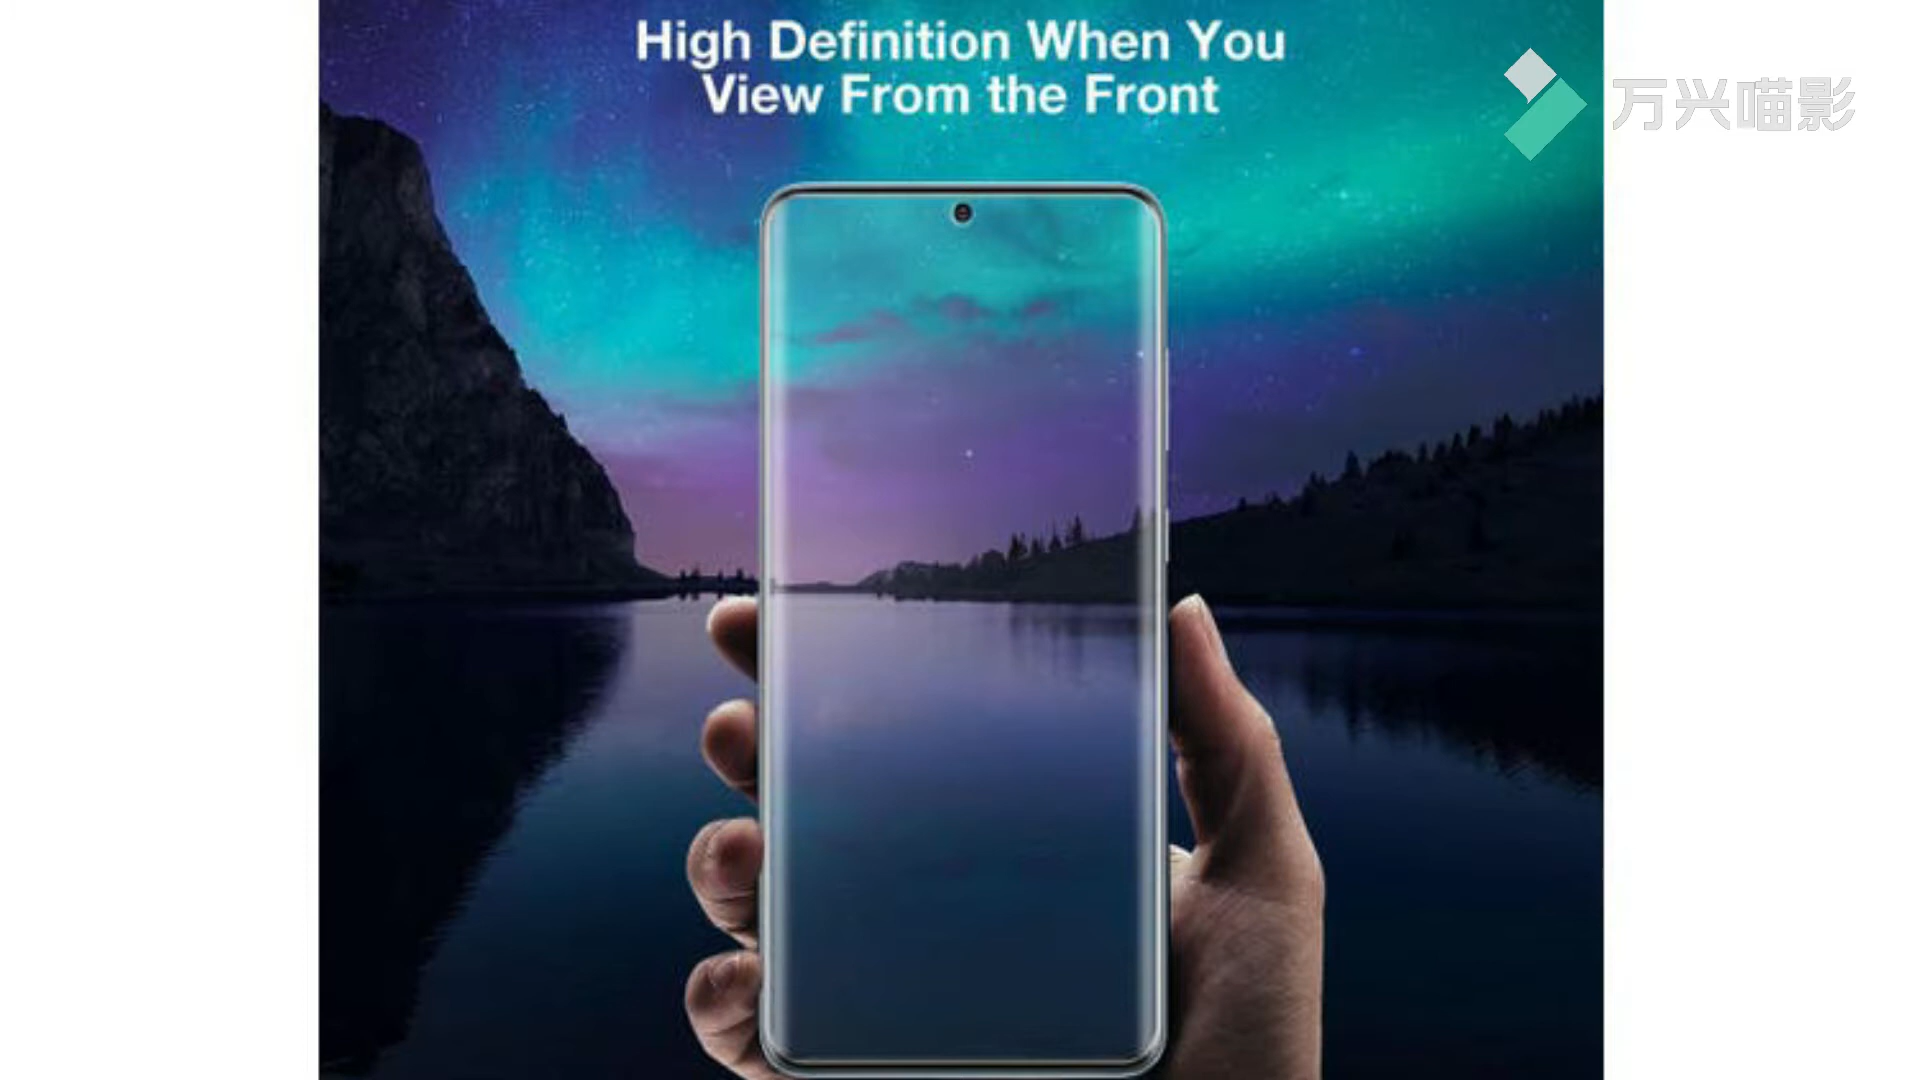 High Definition When You
View From the Front
万兴喵影